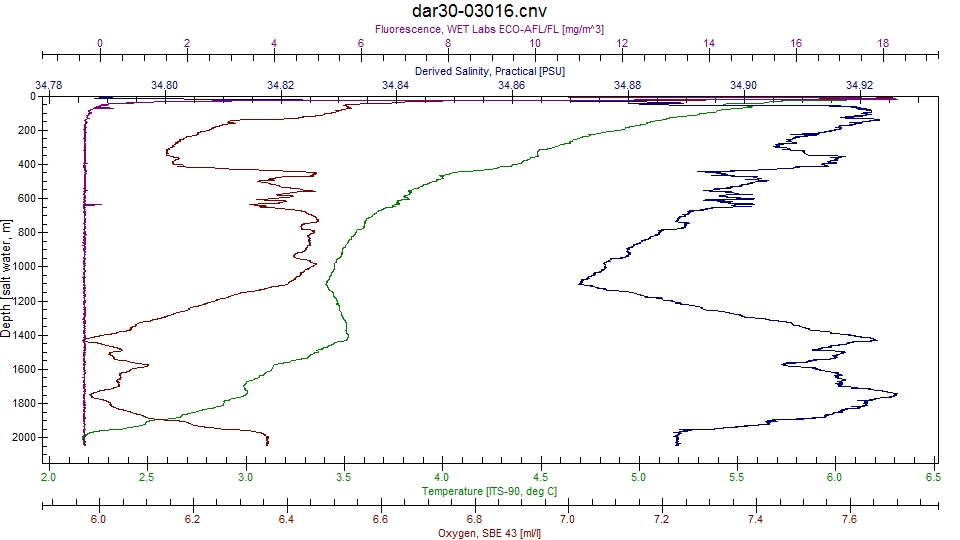 dar30-03016.cnv
Fluorescence, WET Labs ECO-AFL/FL [mg/m^3]
0 2 4 6 8 10 12 14 16 18
Derived Salinity, Practical [PSU]
34.78 34.80 34.82 34.84 34.86 34.88 34.90 34.92
Depth [salt water, m]
0
200
400
600
800
1000
1200
1400
1600
1800
2000
2.0 2.5 3.0 3.5 4.0 4.5 5.0 5.5 6.0 6.5
Temperature [ITS-90, deg C]
6.0 6.2 6.4 6.6 6.8 7.0 7.2 7.4 7.6
Oxygen, SBE 43 [ml/l]